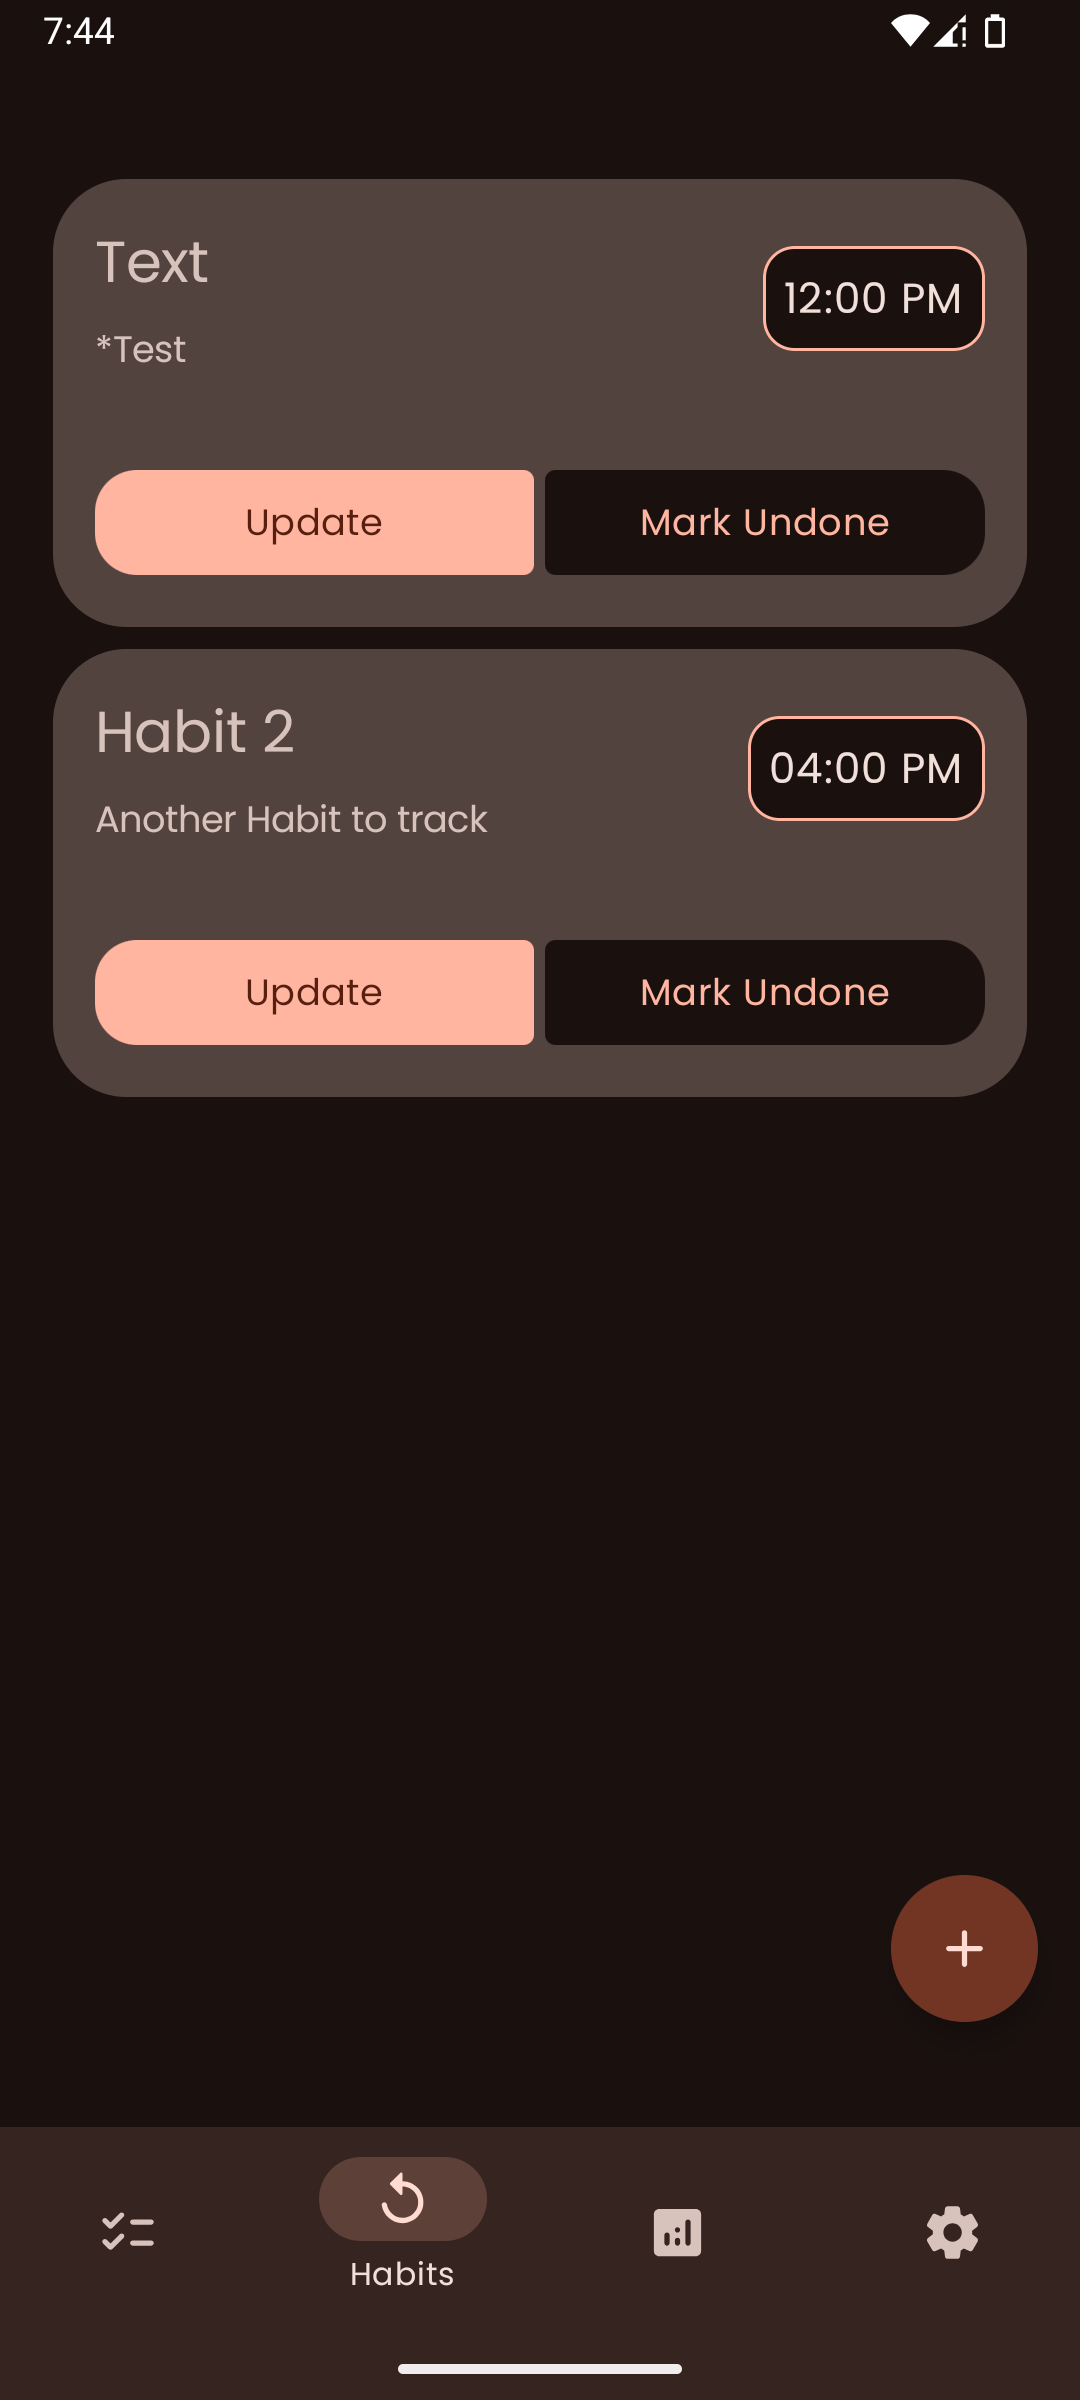 7:44
Text
12:00 PM
*Test
Update
Mark Undone
Habit 2
04:00 PM
Another Habit to track
Update
Mark Undone
Habits